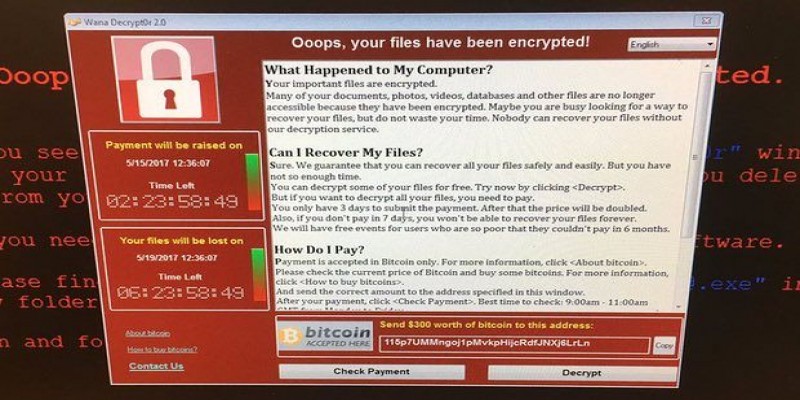 Wana Decrypt0r 2.0
Ooops, your files have been encrypted!
English
What Happened to My Computer?
Your important files are encrypted.
Many of your documents, photos, videos, databases and other files are no longer
accessible because they have been encrypted. Maybe you are busy looking for a way to
recover your files, but do not waste your time. Nobody can recover your files without
our decryption service.
Can I Recover My Files?
Sure. We guarantee that you can recover all your files safely and easily. But you have
not so enough time.
You can decrypt some of your files for free. Try now by clicking <Decrypt>.
But if you want to decrypt all your files, you need to pay.
You only have 3 days to submit the payment. After that the price will be doubled.
Also, if you don't pay in 7 days, you won't be able to recover your files forever.
We will have free events for users who are so poor that they couldn't pay in 6 months.
How Do I Pay?
Payment is accepted in Bitcoin only. For more information, click <About bitcoin>.
Please check the current price of Bitcoin and buy some bitcoins. For more information,
click <How to buy bitcoins>.
And send the correct amount to the address specified in this window.
After your payment, click <Check Payment>. Best time to check: 9:00am - 11:00am
Payment will be raised on
5/15/2017 12:36:07
Time Left
02:23:58:49
Your files will be lost on
5/19/2017 12:36:07
Time Left
06:23:58:49
About bitcoin
How to buy bitcoins?
Contact Us
bitcoin
ACCEPTED HERE
Send $300 worth of bitcoin to this address:
115p7UMMngoj1pMvkpHijcRdfJNXj6LrLn
Copy
Check Payment
Decrypt
Ooop
ted.
ou see
r" win
your
ou dele
rom yo
you nee
ftware.
ase fin
.exe" in
folder
n and fo